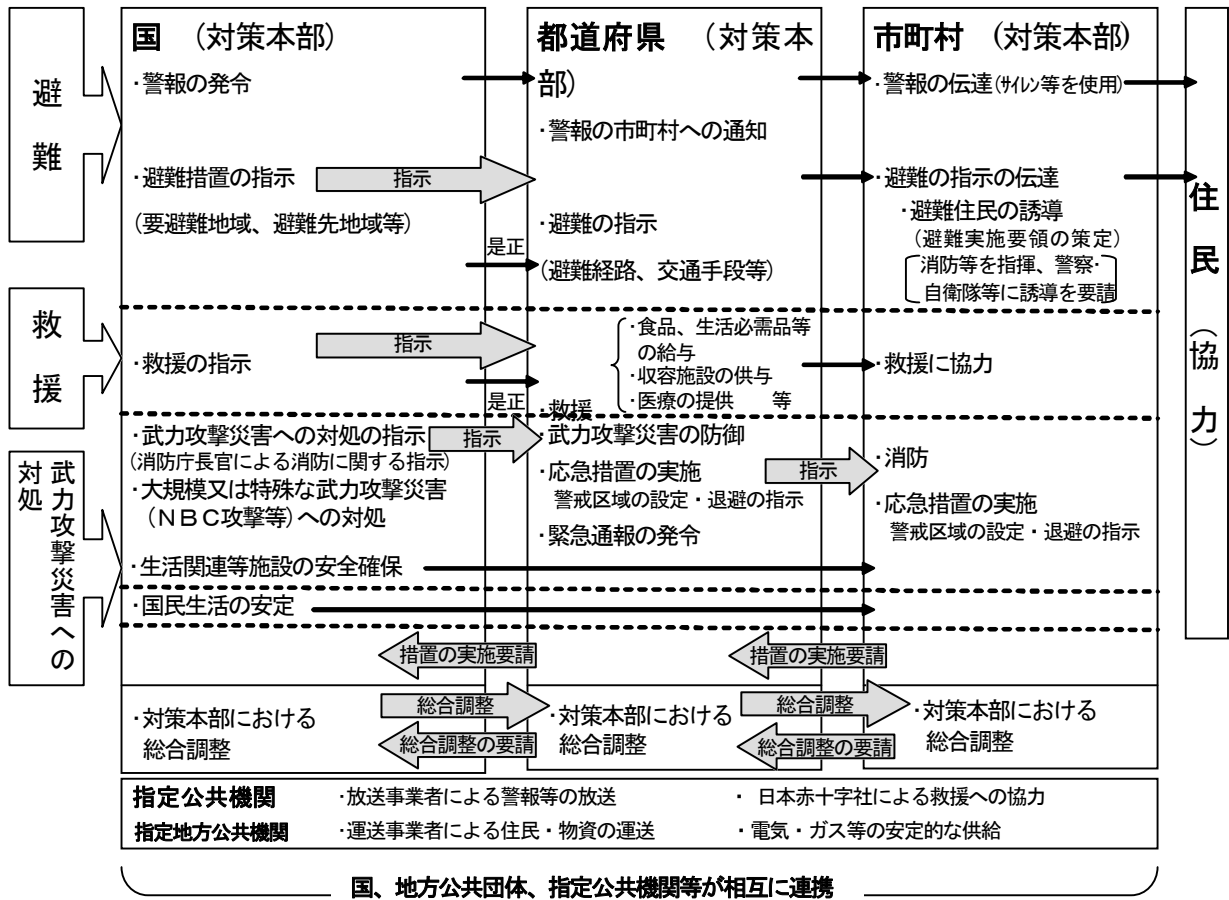 避難
国 (対策本部)
・警報の発令
・避難措置の指示
指示
(要避難地域、避難先地域等)
是正
都道府県 (対策本
部)
・警報の市町村への通知
・避難の指示
(避難経路、交通手段等)
市町村 (対策本部)
・警報の伝達(サイレン等を使用)
・避難の指示の伝達
・避難住民の誘導
(避難実施要領の策定)
消防等を指揮、警察・
自衛隊等に誘導を要請
住民(協力)
救援
・救援の指示
指示
是正
・食品、生活必需品等
の給与
・収容施設の供与
・医療の提供 等
・救援
・救援に協力
武力攻撃災害への
対処
・武力攻撃災害への対処の指示
(消防庁長官による消防に関する指示)
・大規模又は特殊な武力攻撃災害
(NBC攻撃等)への対処
指示
・武力攻撃災害の防御
・応急措置の実施
警戒区域の設定・退避の指示
・緊急通報の発令
指示
・消防
・応急措置の実施
警戒区域の設定・退避の指示
・生活関連等施設の安全確保
・国民生活の安定
措置の実施要請
措置の実施要請
・対策本部における
総合調整
総合調整
総合調整の要請
・対策本部における
総合調整
総合調整
総合調整の要請
・対策本部における
総合調整
指定公共機関 ・放送事業者による警報等の放送 ・ 日本赤十字社による救援への協力
指定地方公共機関 ・運送事業者による住民・物資の運送 ・電気・ガス等の安定的な供給
国、地方公共団体、指定公共機関等が相互に連携